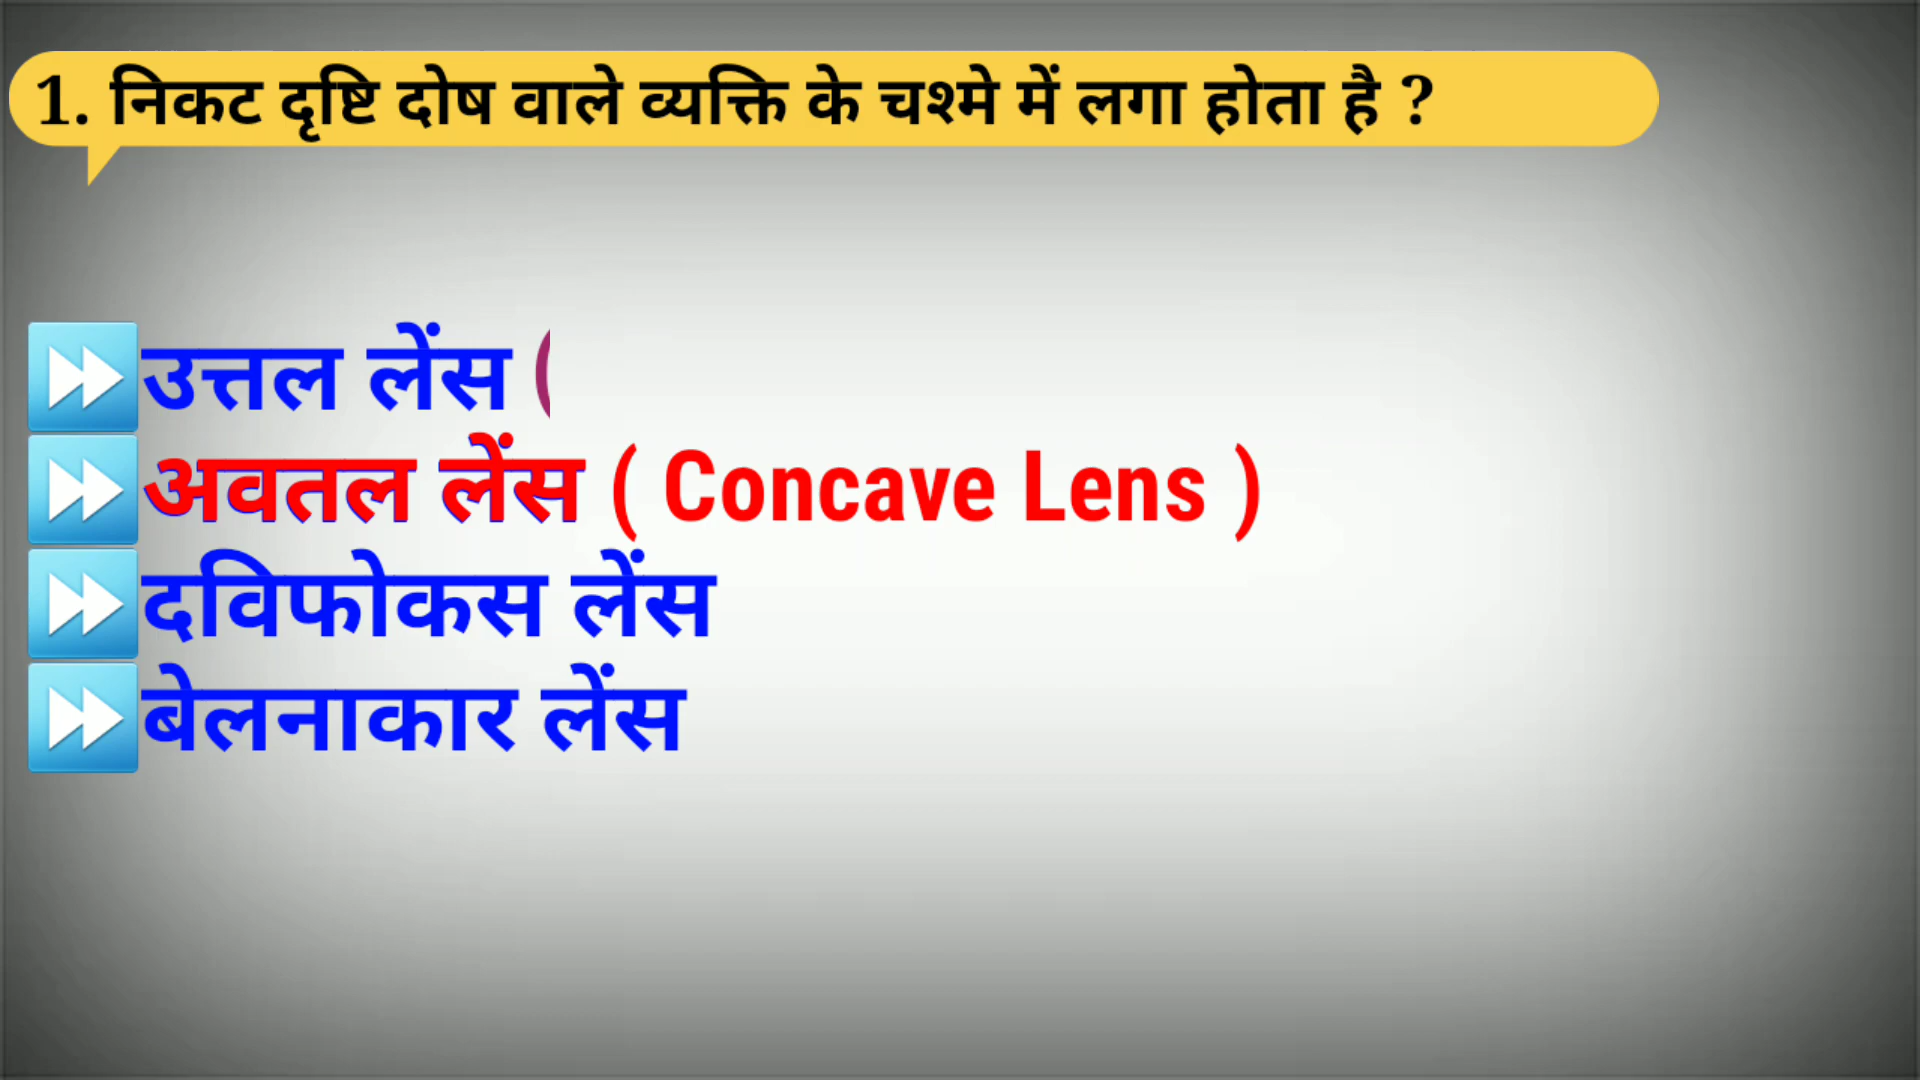 1. निकट दृष्टि दोष वाले व्यक्ति के चश्मे में लगा होता है ?
उत्तल लेंस (
अवतल लेंस ( Concave Lens )
दविफोकस लेंस
बेलनाकार लेंस